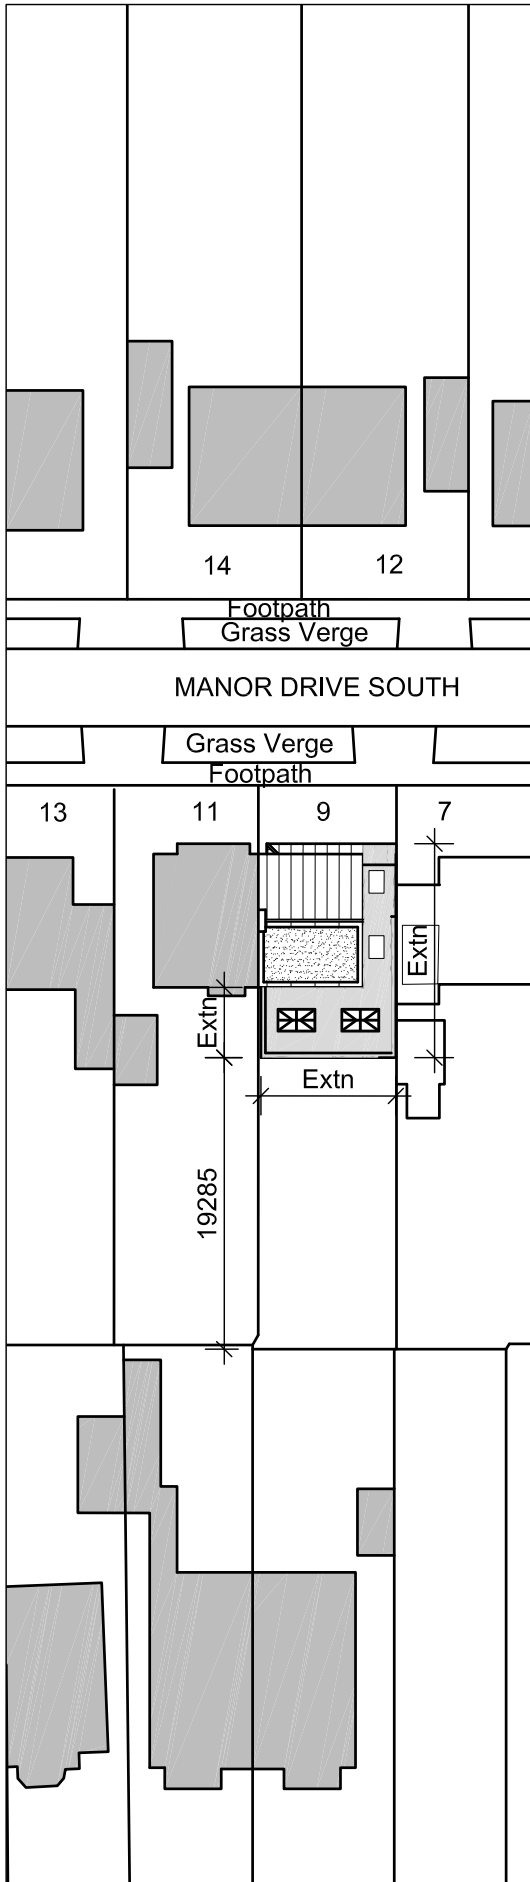 14
12
Footpath
Grass Verge
MANOR DRIVE SOUTH
Grass Verge
Footpath
13
11
9
7
Extn
Extn
Extn
19285